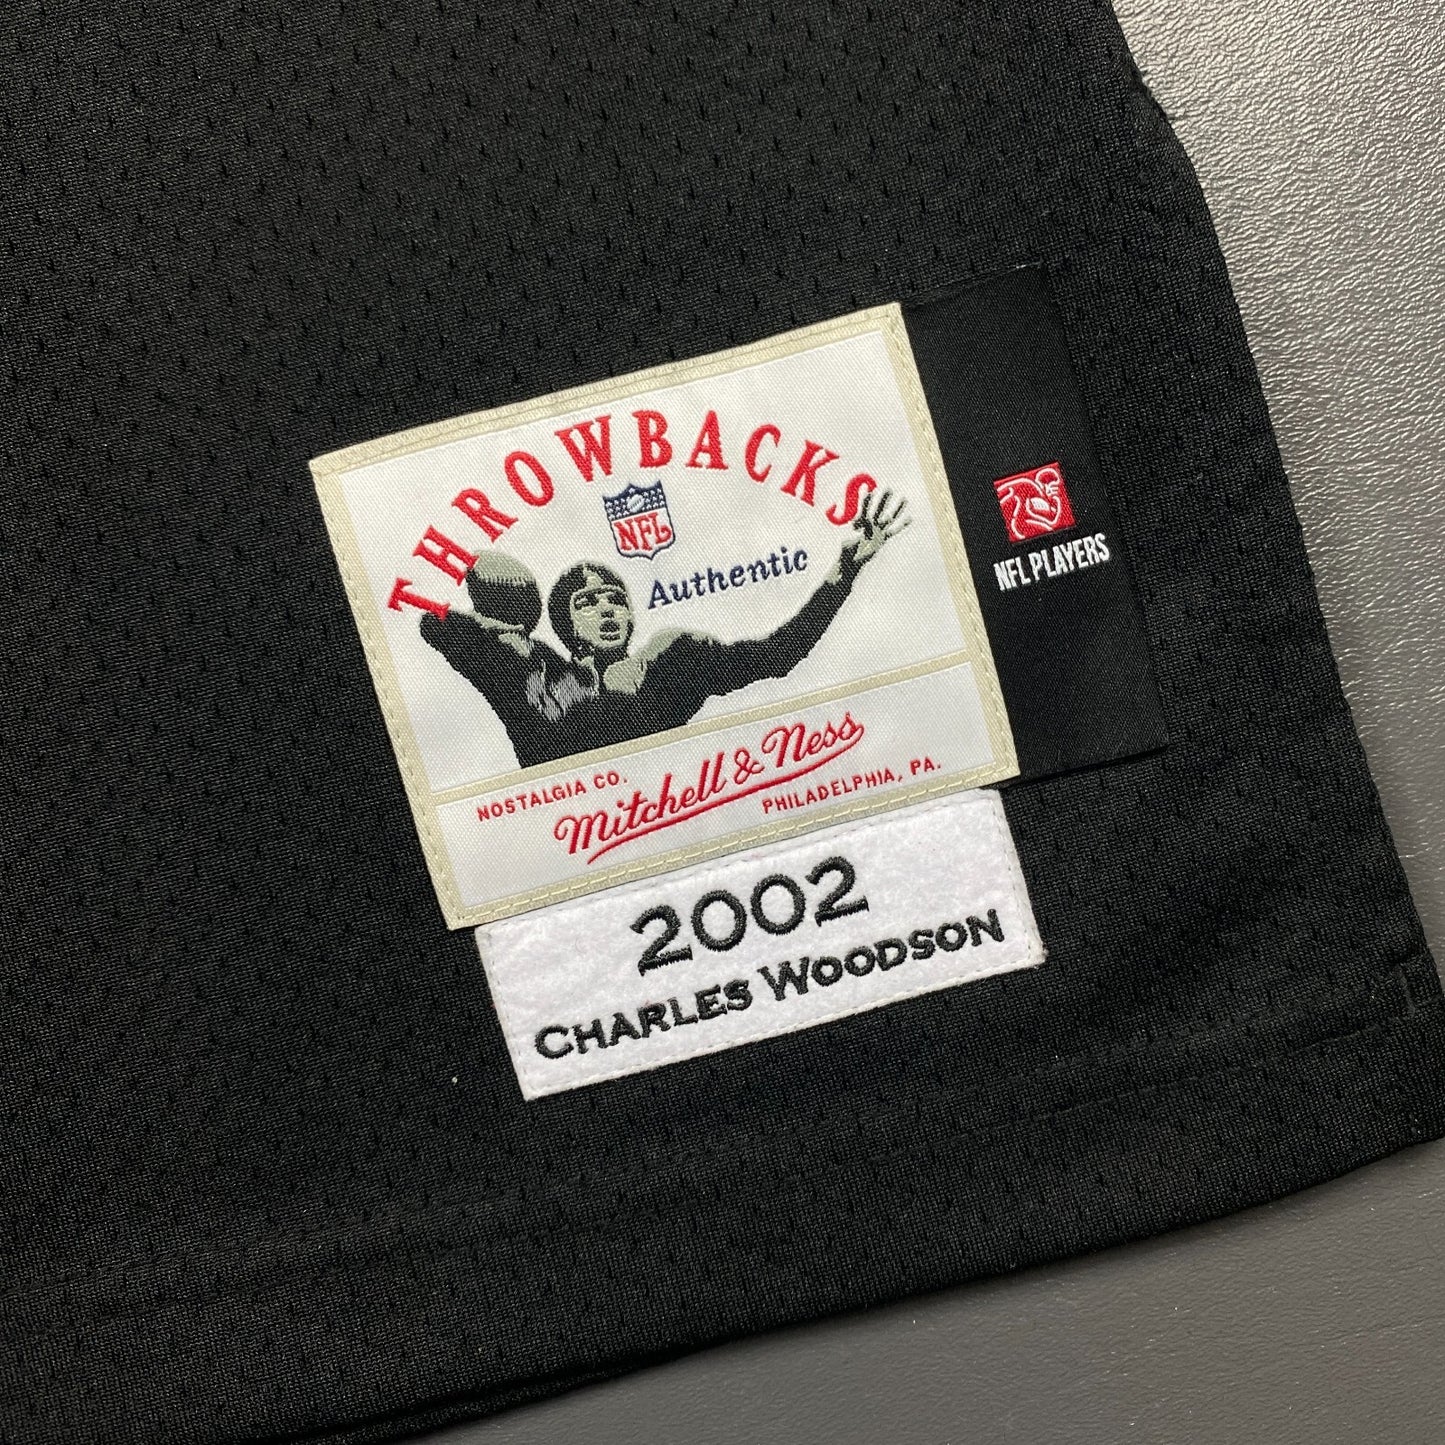 THROWBACKS
NFL
Authentic
NFL PLAYERS
NOSTALGIA CO.
Mitchell & Ness
PHILADELPHIA, PA.
2002
CHARLES WOODSON